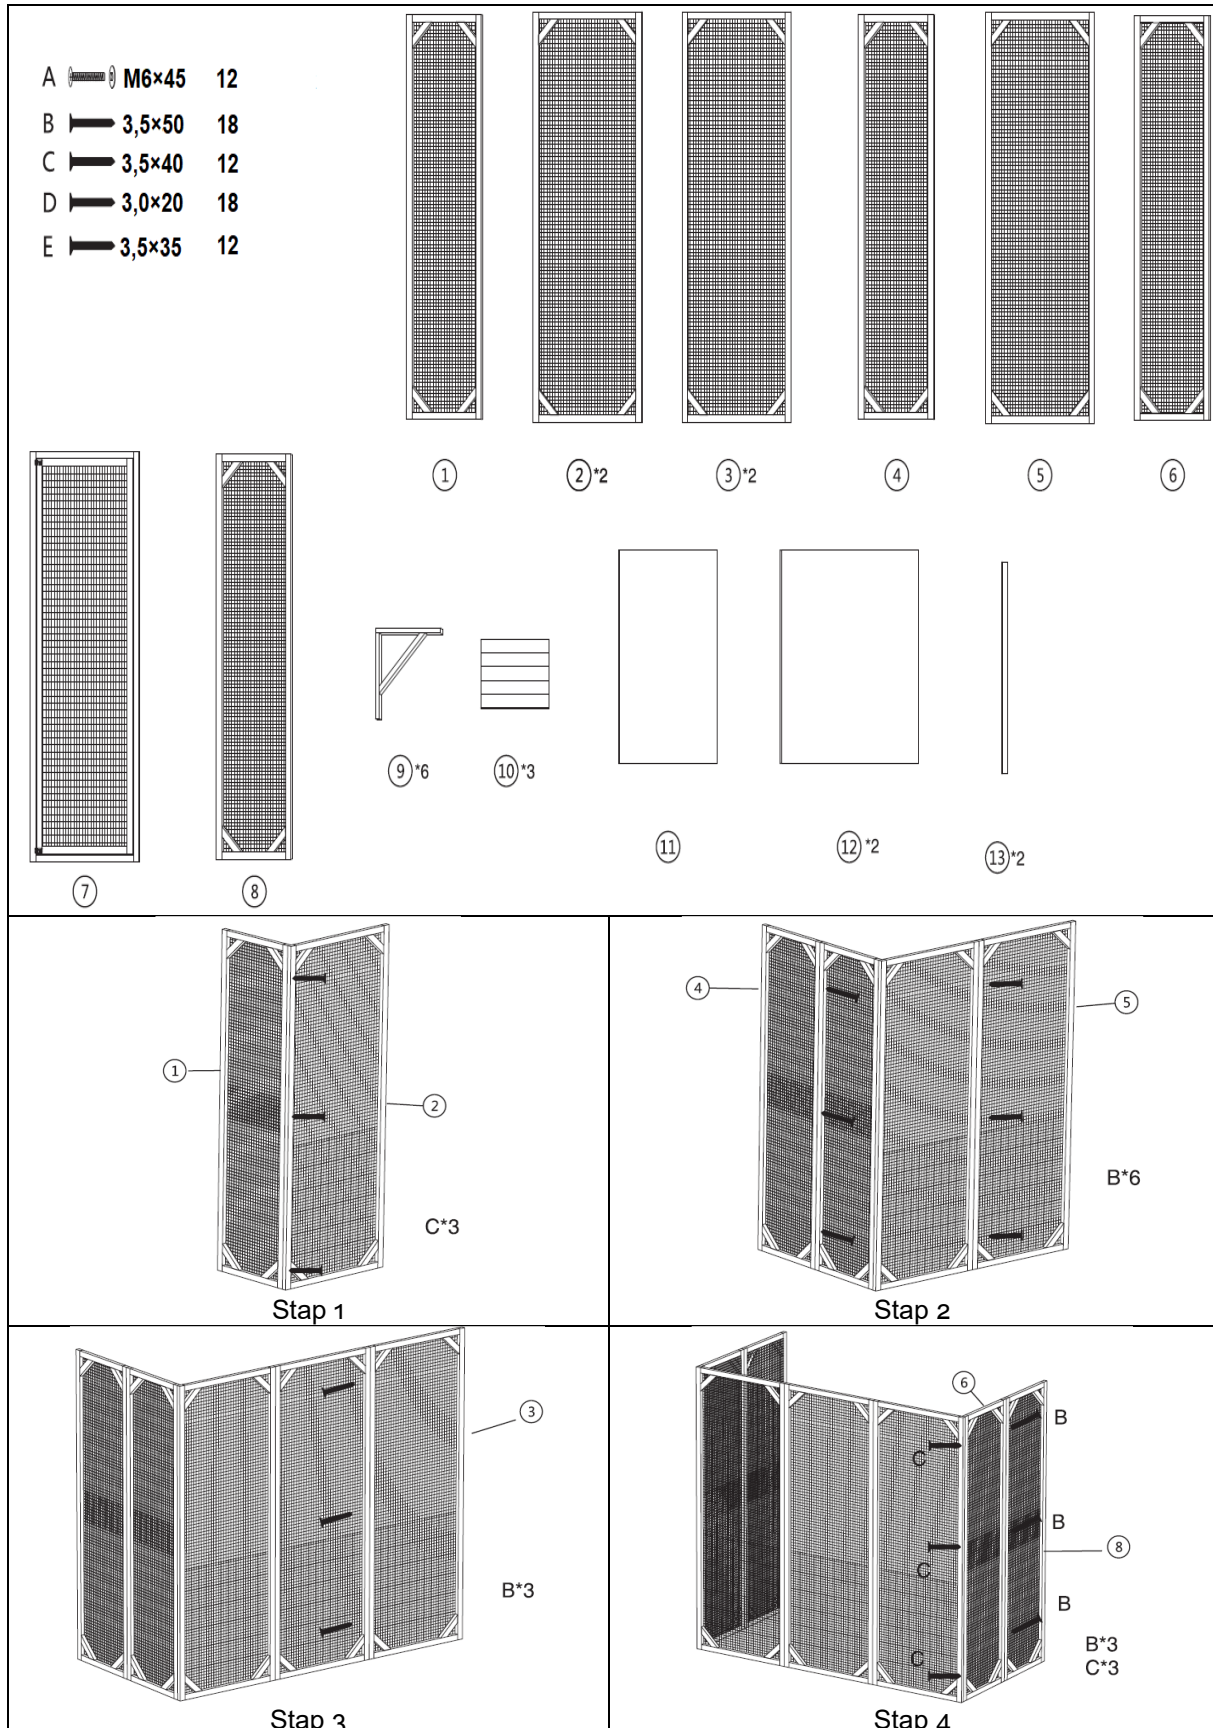 A M6×45 12
B 3,5×50 18
C 3,5×40 12
D 3,0×20 18
E 3,5×35 12
1 2 *2 3 *2 4 5 6
7 8 9 *6 10 *3 11 12 *2 13 *2
1
2
C*3
Stap 1
4
5
B*6
Stap 2
3
B*3
Stap 3
6
B
C
B
C
8
B
C
B*3
C*3
Stap 4